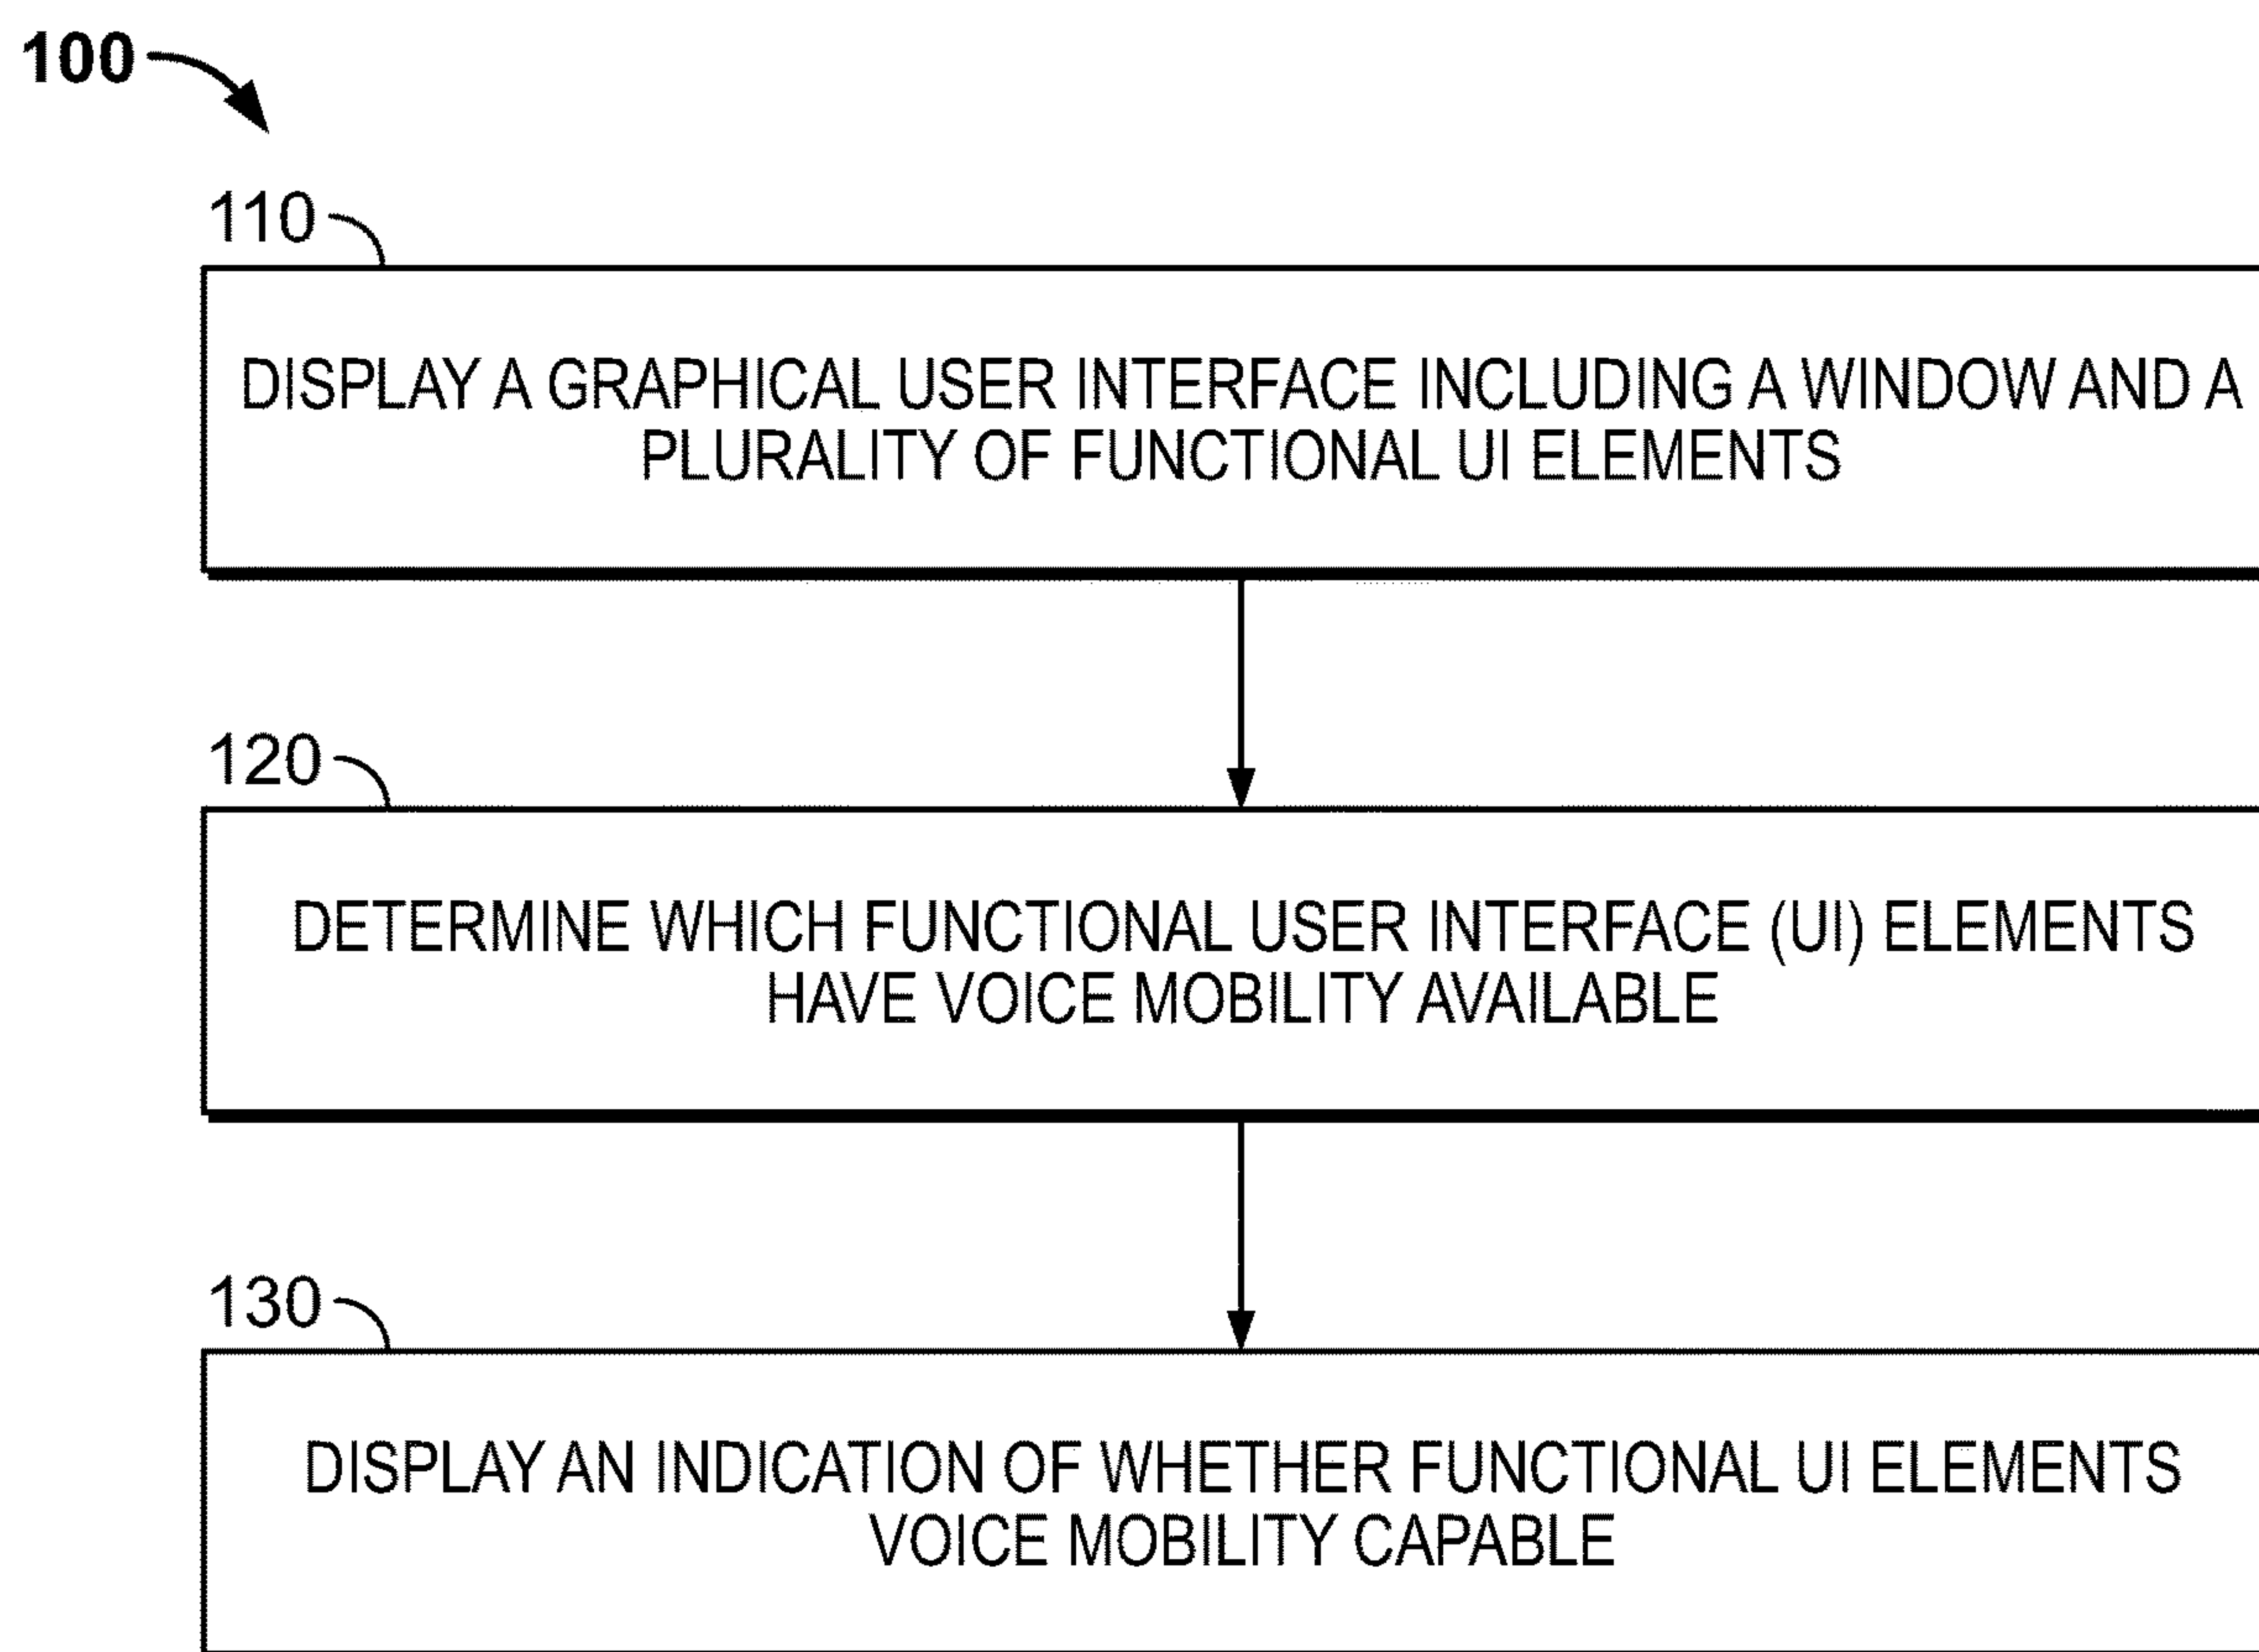 100
110
DISPLAY A GRAPHICAL USER INTERFACE INCLUDING A WINDOW AND A
PLURALITY OF FUNCTIONAL UI ELEMENTS
120
DETERMINE WHICH FUNCTIONAL USER INTERFACE (UI) ELEMENTS
HAVE VOICE MOBILITY AVAILABLE
130
DISPLAY AN INDICATION OF WHETHER FUNCTIONAL UI ELEMENTS
VOICE MOBILITY CAPABLE